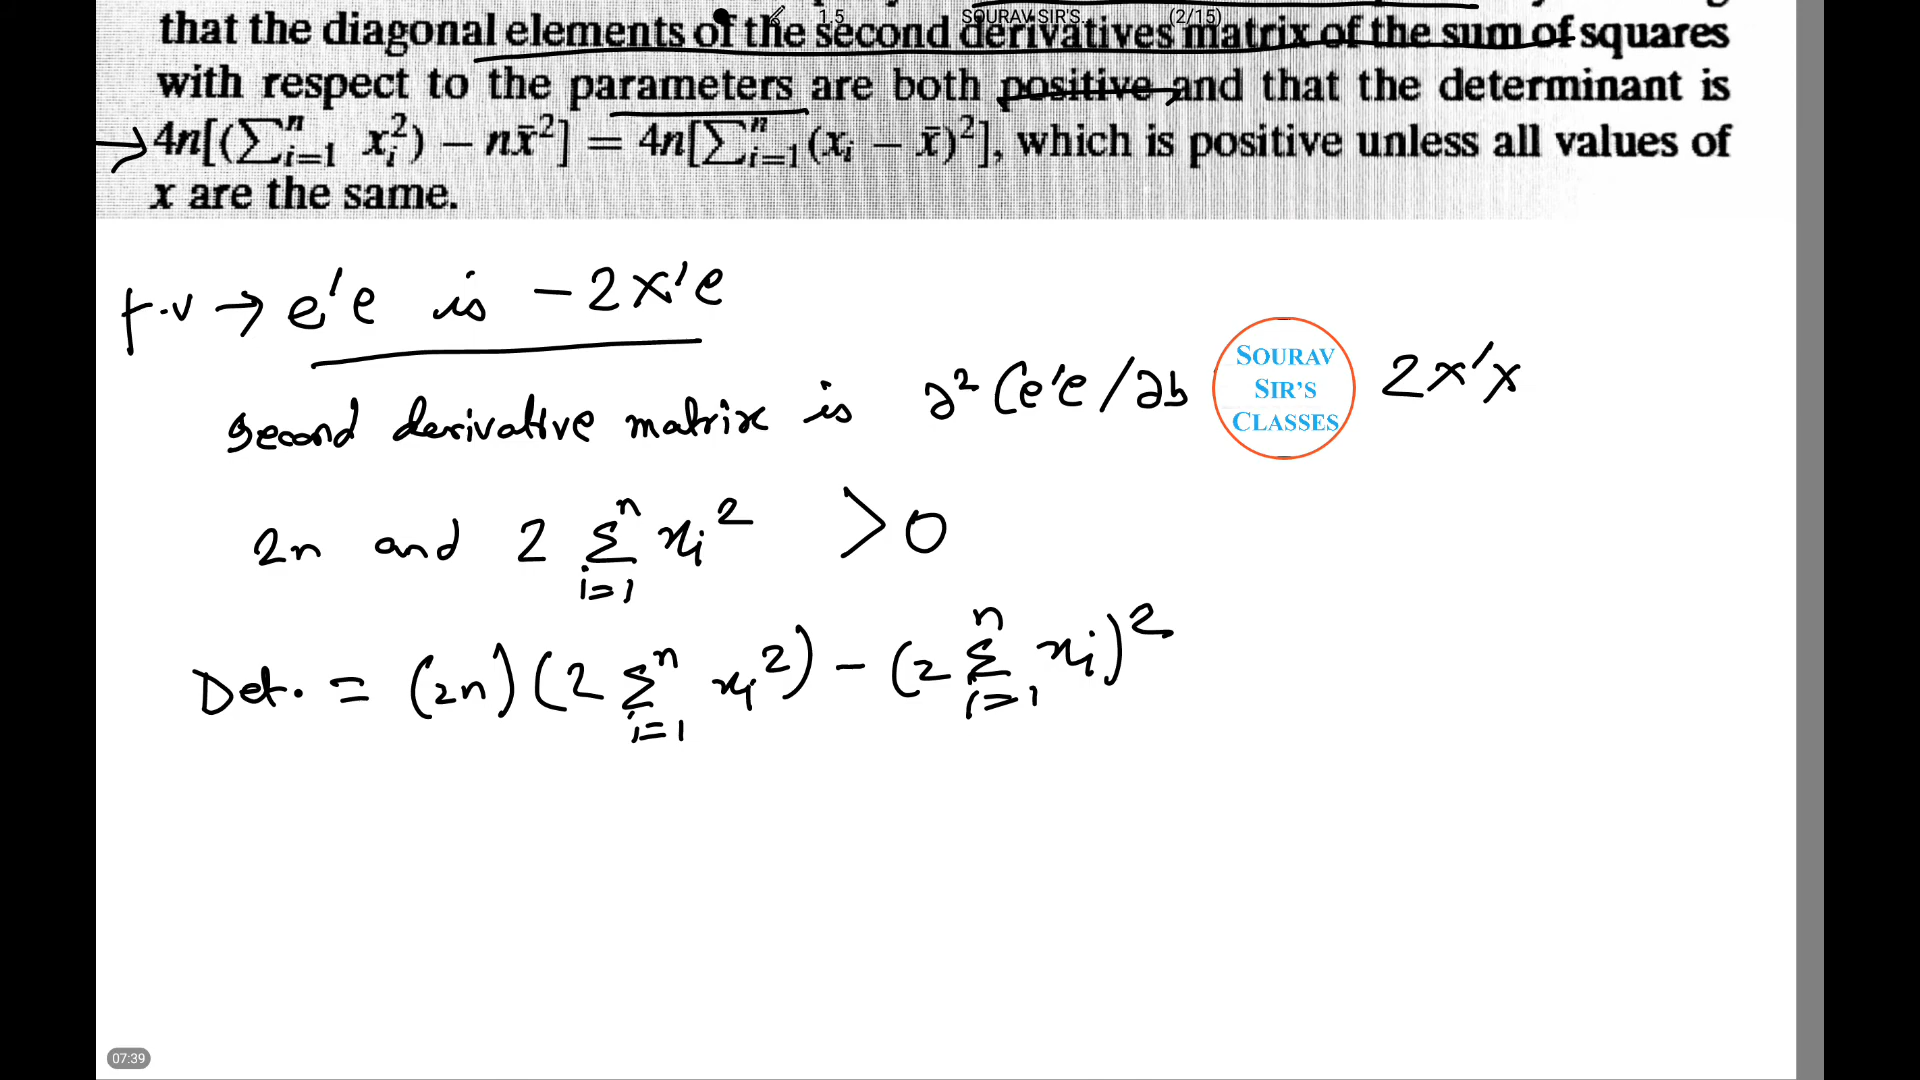 1.5 SOURAV SIR'S. (2/15)
that the diagonal elements of the second derivatives matrix of the sum of squares
with respect to the parameters are both positive and that the determinant is
4n[(∑ⁿᵢ₌₁ xᵢ²) − nx̄²] = 4n[∑ⁿᵢ₌₁(xᵢ − x̄)²], which is positive unless all values of
x are the same.
f.v → e'e is −2x'e
second derivative matrix is ∂²(e'e/∂b 2x'x
SOURAV
SIR'S
CLASSES
2n and 2 ∑ⁿᵢ₌₁ xᵢ² > 0
Det. = (2n)(2 ∑ⁿᵢ₌₁ xᵢ²) − (2 ∑ⁿᵢ₌₁ xᵢ)²
07:39